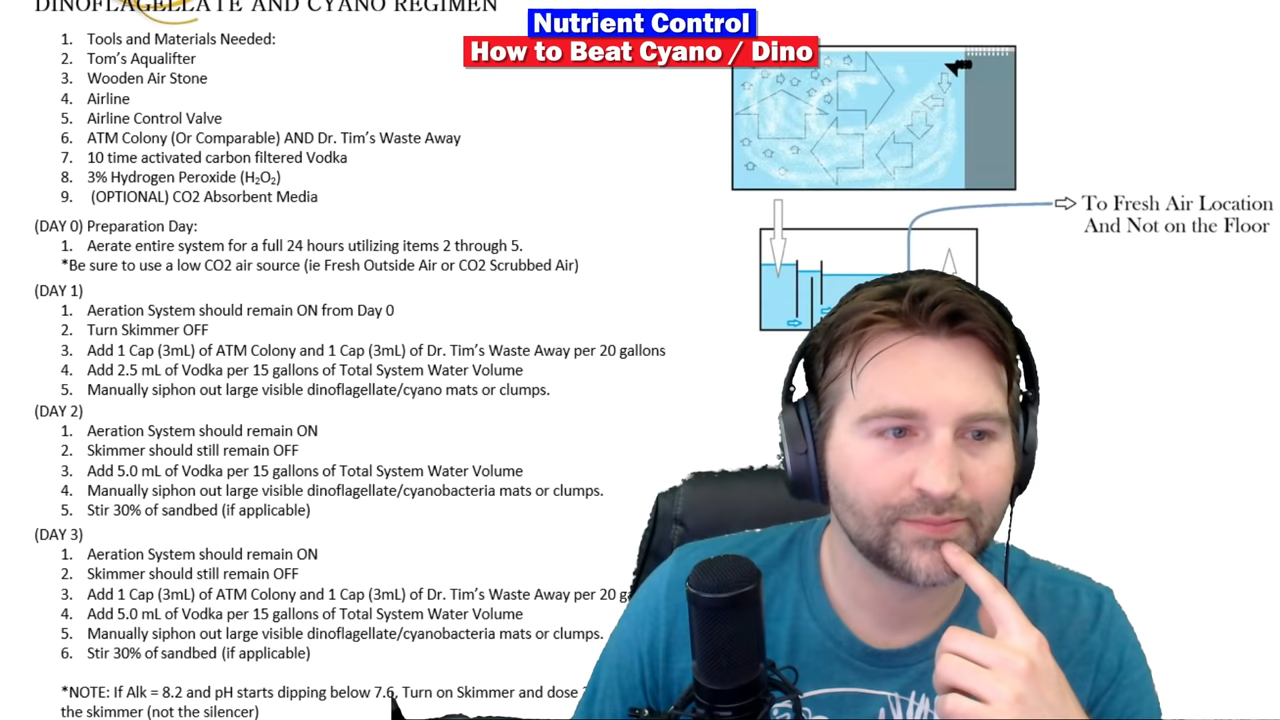 DINOFLAGELLATE AND CYANO REGIMEN
Nutrient Control
How to Beat Cyano / Dino
1. Tools and Materials Needed:
2. Tom's Aqualifter
3. Wooden Air Stone
4. Airline
5. Airline Control Valve
6. ATM Colony (Or Comparable) AND Dr. Tim's Waste Away
7. 10 time activated carbon filtered Vodka
8. 3% Hydrogen Peroxide (H₂O₂)
9. (OPTIONAL) CO2 Absorbent Media
(DAY 0) Preparation Day:
1. Aerate entire system for a full 24 hours utilizing items 2 through 5.
*Be sure to use a low CO2 air source (ie Fresh Outside Air or CO2 Scrubbed Air)
(DAY 1)
1. Aeration System should remain ON from Day 0
2. Turn Skimmer OFF
3. Add 1 Cap (3mL) of ATM Colony and 1 Cap (3mL) of Dr. Tim's Waste Away per 20 gallons
4. Add 2.5 mL of Vodka per 15 gallons of Total System Water Volume
5. Manually siphon out large visible dinoflagellate/cyano mats or clumps.
(DAY 2)
1. Aeration System should remain ON
2. Skimmer should still remain OFF
3. Add 5.0 mL of Vodka per 15 gallons of Total System Water Volume
4. Manually siphon out large visible dinoflagellate/cyanobacteria mats or clumps.
5. Stir 30% of sandbed (if applicable)
(DAY 3)
1. Aeration System should remain ON
2. Skimmer should still remain OFF
3. Add 1 Cap (3mL) of ATM Colony and 1 Cap (3mL) of Dr. Tim's Waste Away per 20
4. Add 5.0 mL of Vodka per 15 gallons of Total System Water Volume
5. Manually siphon out large visible dinoflagellate/cyanobacteria mats or clumps.
6. Stir 30% of sandbed (if applicable)
*NOTE: If Alk = 8.2 and pH starts dipping below 7.6, Turn on Skimmer and dose
the skimmer (not the silencer)
To Fresh Air Location
And Not on the Floor